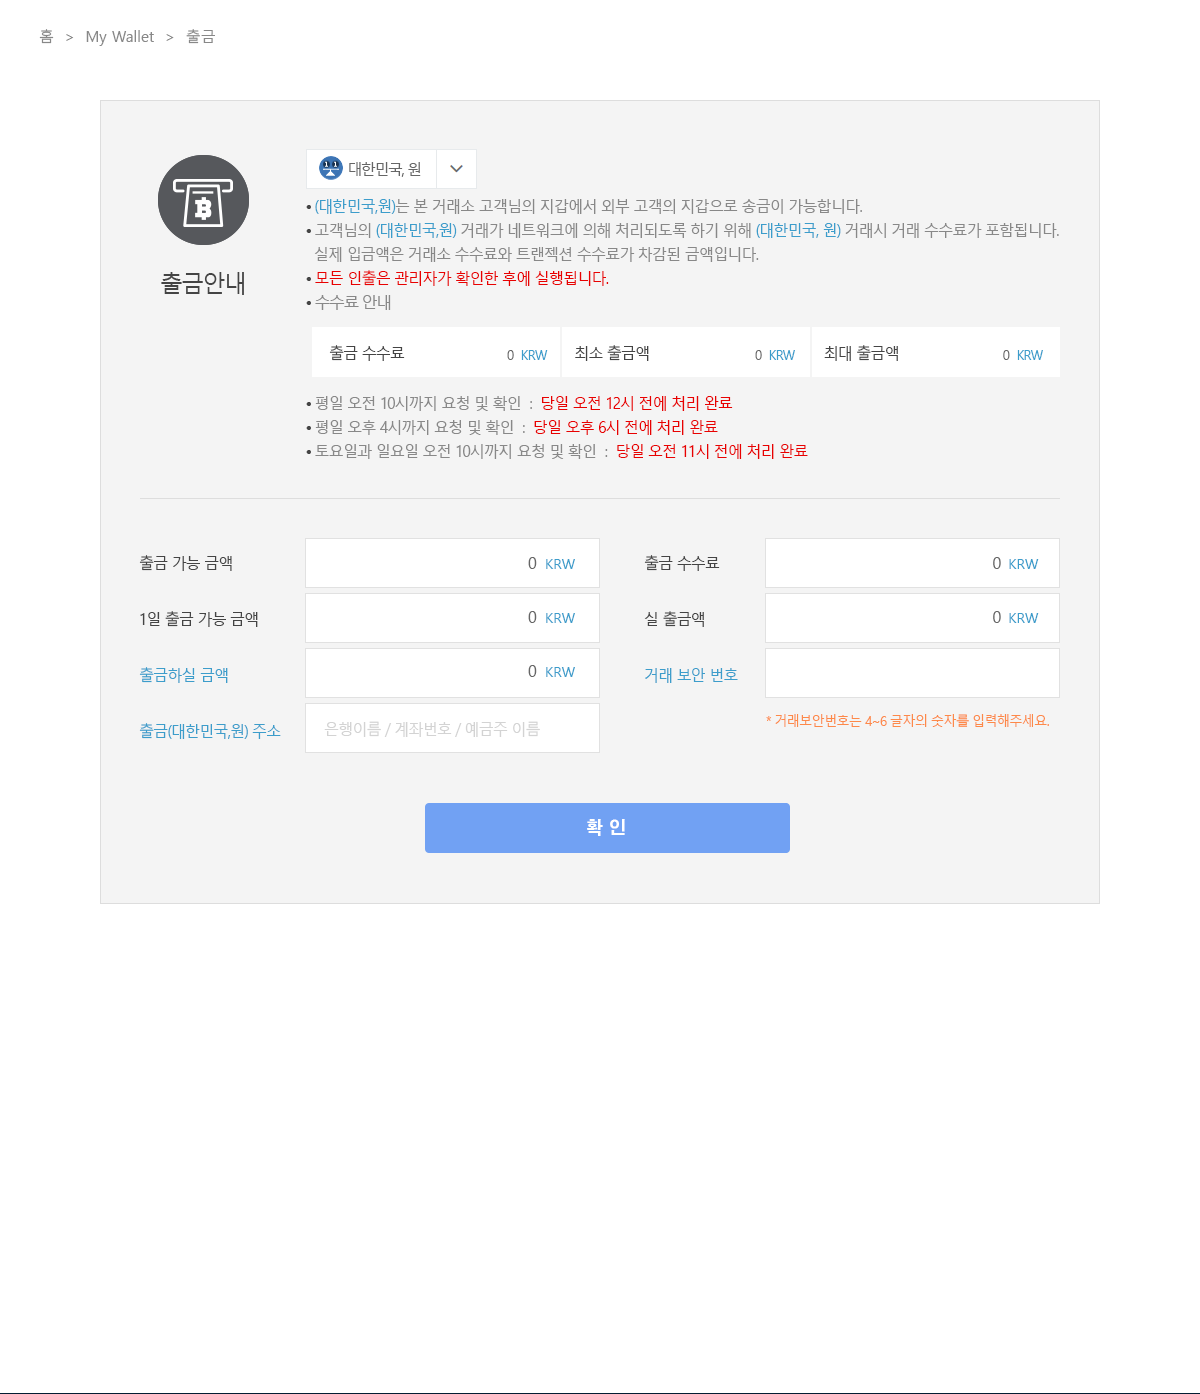 홈 > My Wallet > 출금
출금안내
대한민국, 원
• (대한민국,원)는 본 거래소 고객님의 지갑에서 외부 고객의 지갑으로 송금이 가능합니다.
• 고객님의 (대한민국,원) 거래가 네트워크에 의해 처리되도록 하기 위해 (대한민국, 원) 거래시 거래 수수료가 포함됩니다.
실제 입금액은 거래소 수수료와 트랜젝션 수수료가 차감된 금액입니다.
• 모든 인출은 관리자가 확인한 후에 실행됩니다.
• 수수료 안내
출금 수수료 0 KRW 최소 출금액 0 KRW 최대 출금액 0 KRW
• 평일 오전 10시까지 요청 및 확인 : 당일 오전 12시 전에 처리 완료
• 평일 오후 4시까지 요청 및 확인 : 당일 오후 6시 전에 처리 완료
• 토요일과 일요일 오전 10시까지 요청 및 확인 : 당일 오전 11시 전에 처리 완료
출금 가능 금액 0 KRW 출금 수수료 0 KRW
1일 출금 가능 금액 0 KRW 실 출금액 0 KRW
출금하실 금액 0 KRW 거래 보안 번호
출금(대한민국,원) 주소 은행이름 / 계좌번호 / 예금주 이름
* 거래보안번호는 4~6 글자의 숫자를 입력해주세요.
확 인